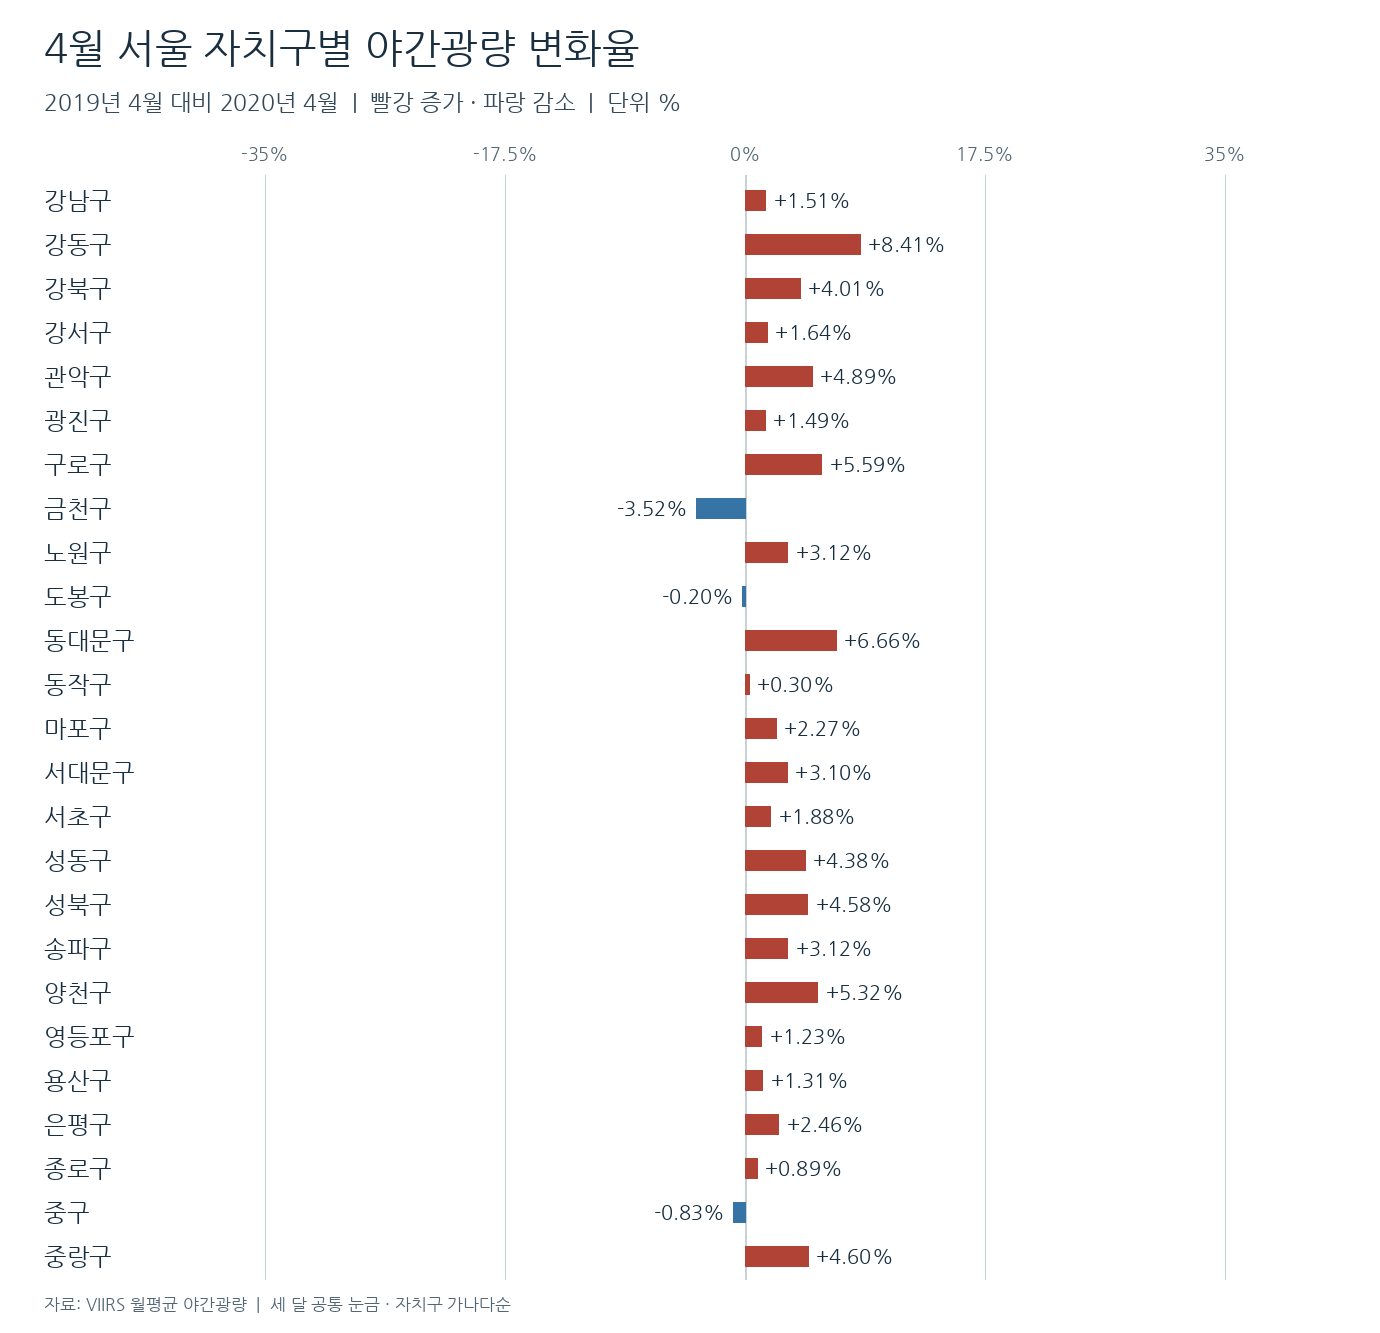 4월 서울 자치구별 야간광량 변화율
2019년 4월 대비 2020년 4월 | 빨강 증가 · 파랑 감소 | 단위 %
-35% -17.5% 0% 17.5% 35%
강남구 +1.51%
강동구 +8.41%
강북구 +4.01%
강서구 +1.64%
관악구 +4.89%
광진구 +1.49%
구로구 +5.59%
금천구 -3.52%
노원구 +3.12%
도봉구 -0.20%
동대문구 +6.66%
동작구 +0.30%
마포구 +2.27%
서대문구 +3.10%
서초구 +1.88%
성동구 +4.38%
성북구 +4.58%
송파구 +3.12%
양천구 +5.32%
영등포구 +1.23%
용산구 +1.31%
은평구 +2.46%
종로구 +0.89%
중구 -0.83%
중랑구 +4.60%
자료: VIIRS 월평균 야간광량 | 세 달 공통 눈금 · 자치구 가나다순